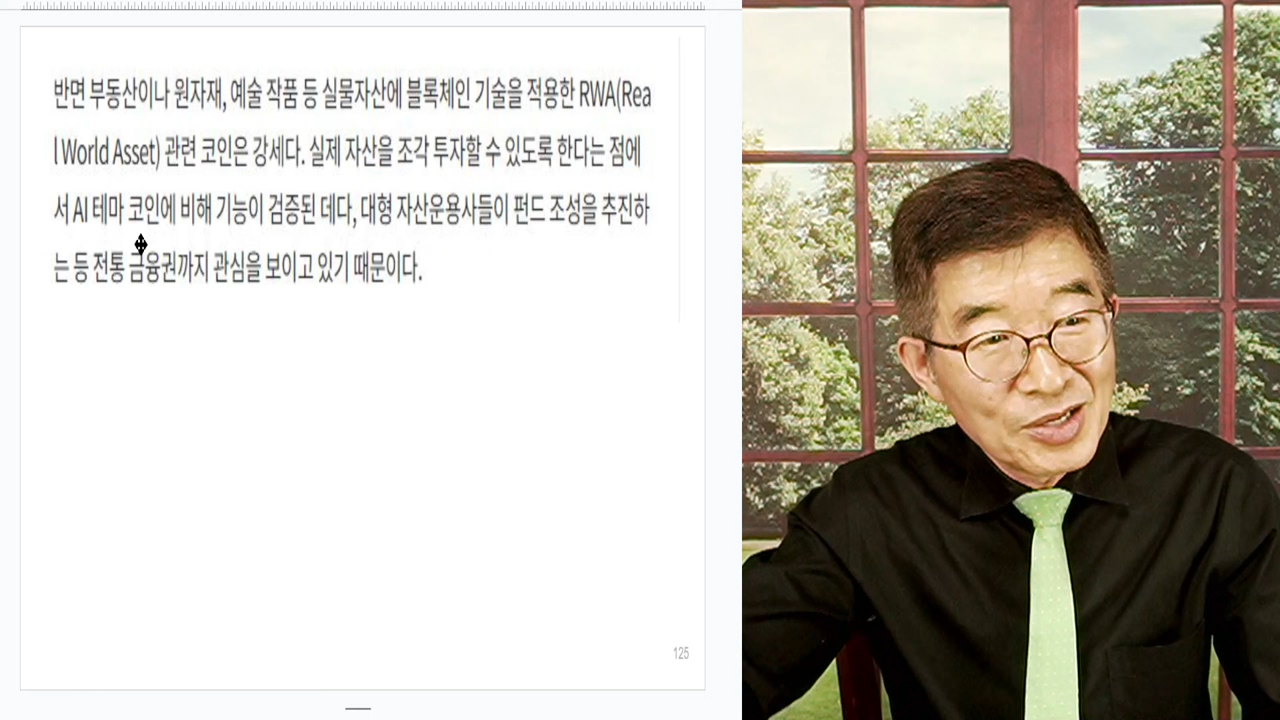 반면 부동산이나 원자재, 예술 작품 등 실물자산에 블록체인 기술을 적용한 RWA(Rea
l World Asset) 관련 코인은 강세다. 실제 자산을 조각 투자할 수 있도록 한다는 점에
서 AI 테마 코인에 비해 기능이 검증된 데다, 대형 자산운용사들이 펀드 조성을 추진하
는 등 전통 금융권까지 관심을 보이고 있기 때문이다.
125